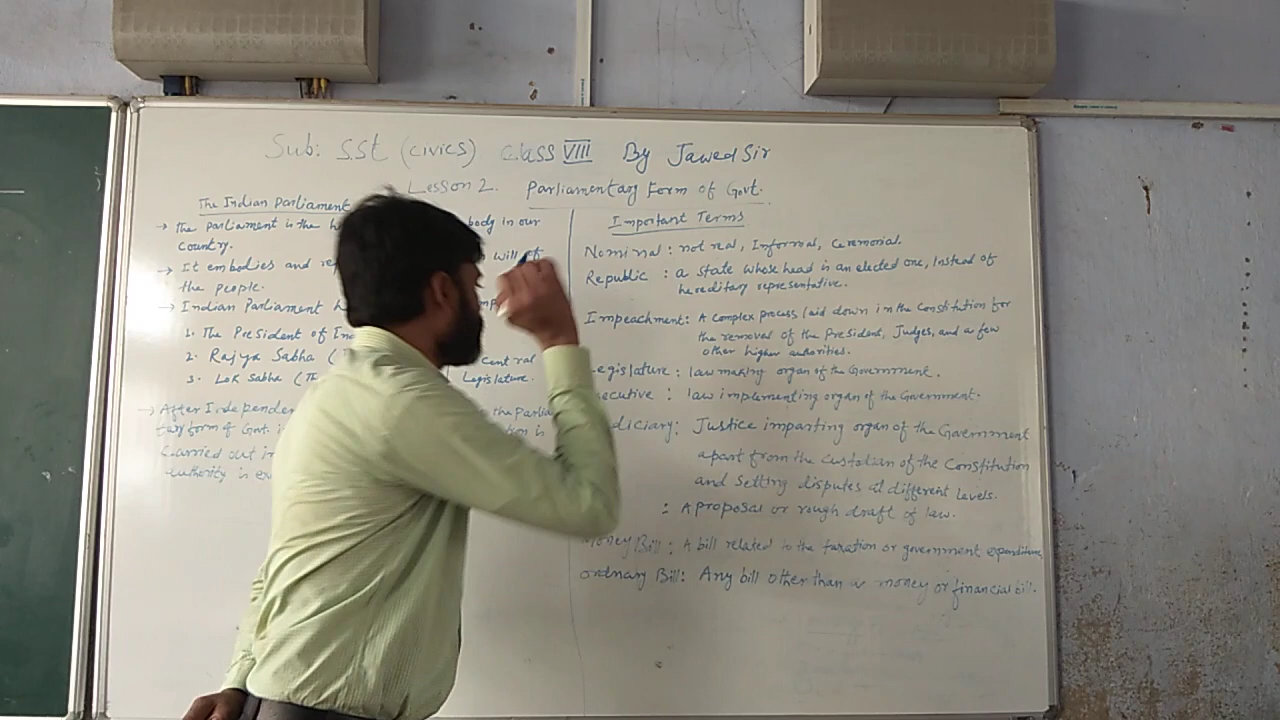 Sub: S.St (civics) Class VIII By Jawed Sir
Lesson 2. Parliamentary Form of Govt.
The Indian Parliament
→ The parliament is the body in our
country.
→ It embodies and will of
the people.
→ Indian Parliament
1. The President of
2. Rajya Sabha (
3. Lok Sabha (
Central
Legislature.
→ After the Parlia
form of Govt.
Carried out is
authority is
Important Terms
Nominal : not real, Informal, Ceremonial.
Republic : a state whose head is an elected one, Instead of
hereditary representative.
Impeachment: A complex process laid down in the Constitution for
the removal of the President, Judges, and a few
other higher authorities.
: law making organ of the Government.
: law implementing organ of the Government.
: Justice imparting organ of the Government
apart from the Custodian of the Constitution
and Setting disputes at different levels.
: A proposal or rough draft of law.
Money Bill : A bill related to the taxation or government expenditure
ordnary Bill: Any bill other than a money or financial bill.